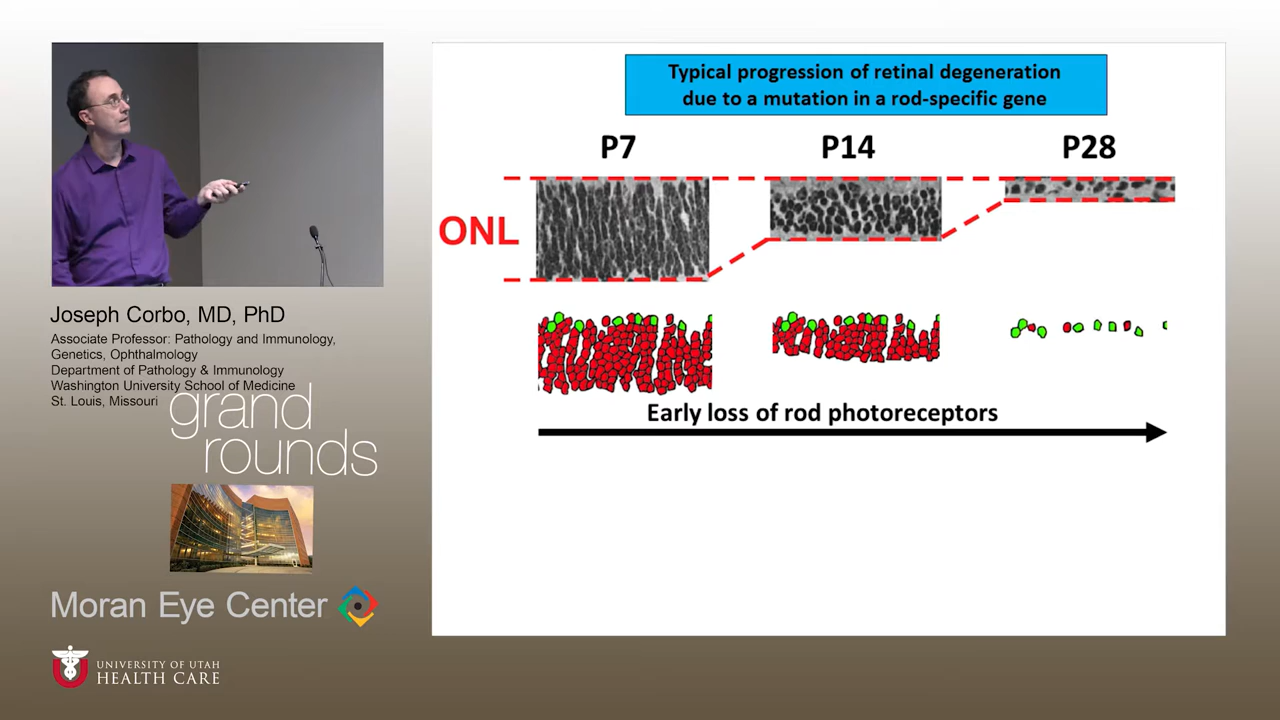 Typical progression of retinal degeneration
due to a mutation in a rod-specific gene
P7
P14
P28
ONL
Early loss of rod photoreceptors
Joseph Corbo, MD, PhD
Associate Professor: Pathology and Immunology,
Genetics, Ophthalmology
Department of Pathology & Immunology
Washington University School of Medicine
St. Louis, Missouri
grand
rounds
Moran Eye Center
UNIVERSITY OF UTAH
HEALTH CARE